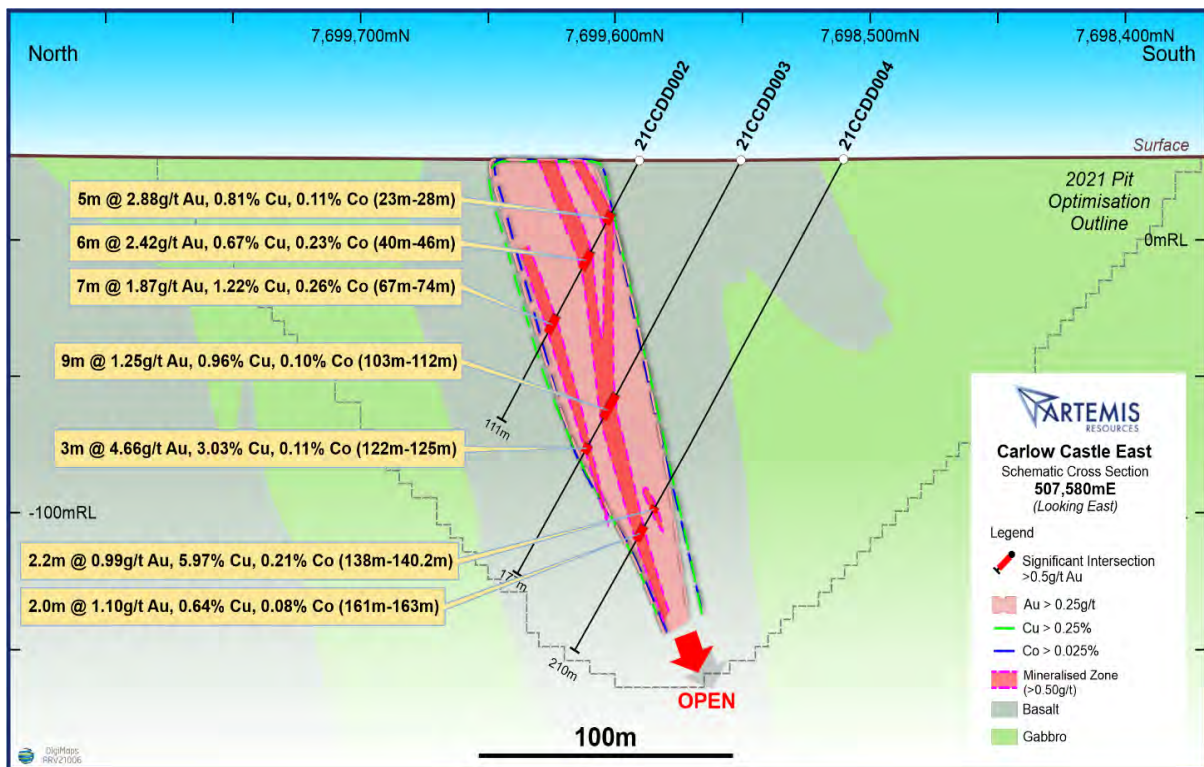 7,699,700mN
7,699,600mN
7,698,500mN
7,698,400mN
North
South
21CCDD002
21CCDD003
21CCDD004
Surface
2021 Pit
Optimisation
Outline
0mRL
5m @ 2.88g/t Au, 0.81% Cu, 0.11% Co (23m-28m)
6m @ 2.42g/t Au, 0.67% Cu, 0.23% Co (40m-46m)
7m @ 1.87g/t Au, 1.22% Cu, 0.26% Co (67m-74m)
9m @ 1.25g/t Au, 0.96% Cu, 0.10% Co (103m-112m)
111m
3m @ 4.66g/t Au, 3.03% Cu, 0.11% Co (122m-125m)
-100mRL
2.2m @ 0.99g/t Au, 5.97% Cu, 0.21% Co (138m-140.2m)
2.0m @ 1.10g/t Au, 0.64% Cu, 0.08% Co (161m-163m)
210m
OPEN
100m
ARTEMIS
RESOURCES
Carlow Castle East
Schematic Cross Section
507,580mE
(Looking East)
Legend
Significant Intersection
>0.5g/t Au
Au > 0.25g/t
Cu > 0.25%
Co > 0.025%
Mineralised Zone
(>0.50g/t)
Basalt
Gabbro
DigiMaps
ARV21006